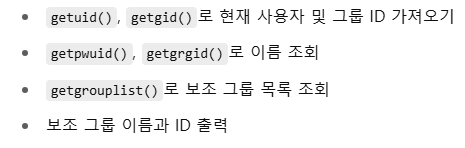 getuid(), getgid()로 현재 사용자 및 그룹 ID 가져오기
getpwuid(), getgrgid()로 이름 조회
getgrouplist()로 보조 그룹 목록 조회
보조 그룹 이름과 ID 출력